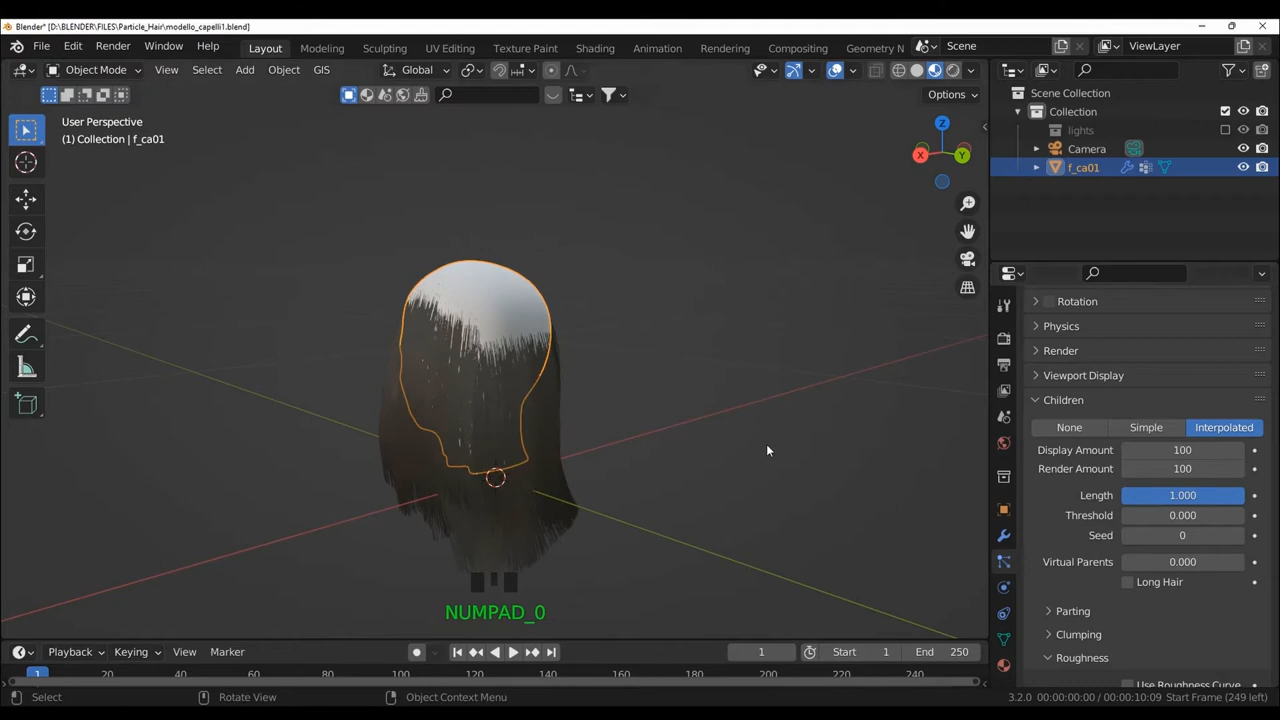 Blender* [D:\BLENDER\FILES\Particle_Hair\modello_capelli1.blend]
File Edit Render Window Help Layout Modeling Sculpting UV Editing Texture Paint Shading Animation Rendering Compositing Geometry N Scene ViewLayer
Object Mode View Select Add Object GIS Global
Options
User Perspective
(1) Collection | f_ca01
Z
X
Y
Scene Collection
Collection
lights
Camera
f_ca01
Rotation
Physics
Render
Viewport Display
Children
None Simple Interpolated
Display Amount 100
Render Amount 100
Length 1.000
Threshold 0.000
Seed 0
Virtual Parents 0.000
Long Hair
Parting
Clumping
Roughness
Use Roughness Curve
NUMPAD_0
Playback Keying View Marker 1 Start 1 End 250
1 20 40 60 80 100 120 140 160 180 200 220 240
Select Rotate View Object Context Menu 3.2.0 00:00:00:00 / 00:00:10:09 Start Frame (249 left)